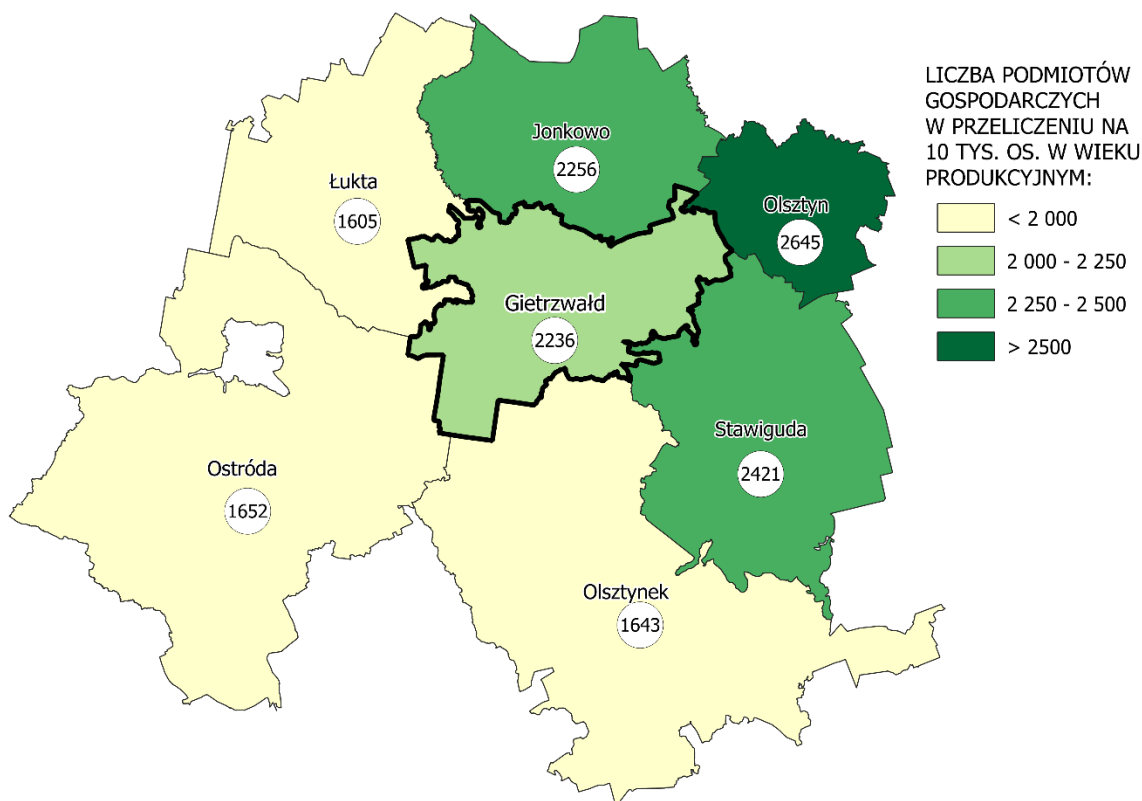 Jonkowo
2256
Łukta
1605
Olsztyn
2645
Gietrzwałd
2236
Stawiguda
2421
Ostróda
1652
Olsztynek
1643
LICZBA PODMIOTÓW
GOSPODARCZYCH
W PRZELICZENIU NA
10 TYS. OS. W WIEKU
PRODUKCYJNYM:
< 2 000
2 000 - 2 250
2 250 - 2 500
> 2500